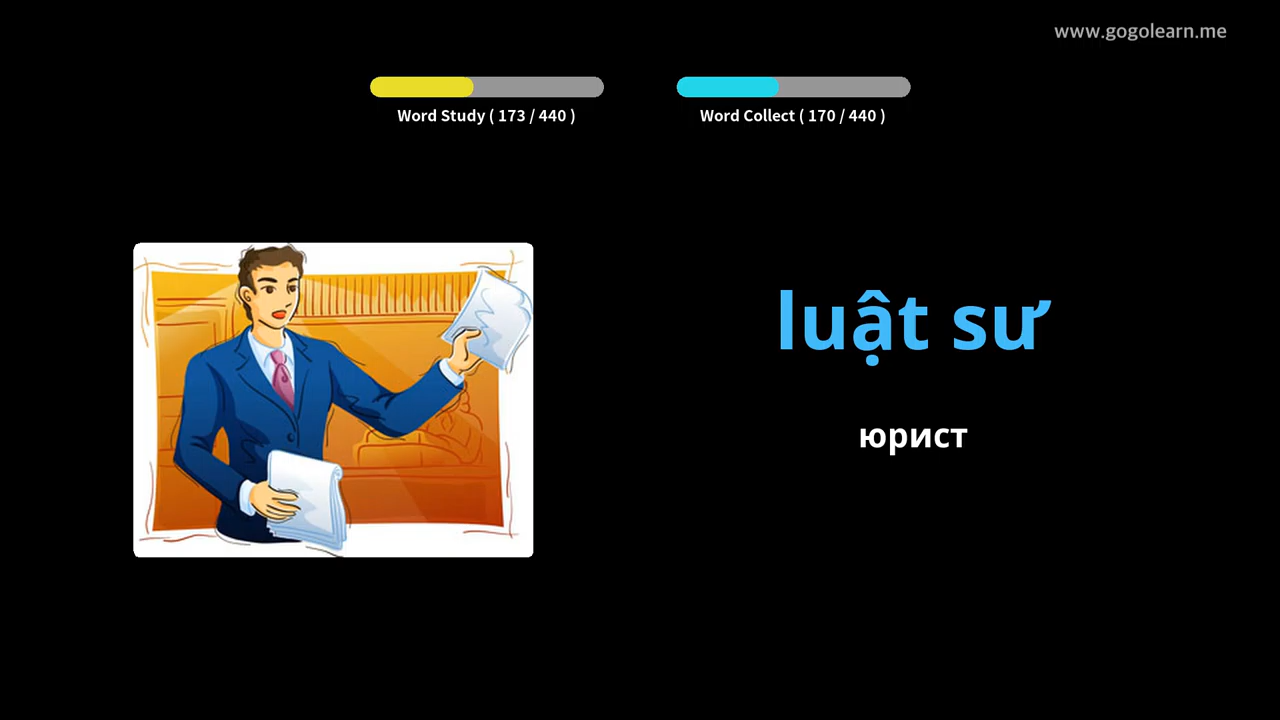 www.gogolearn.me
Word Study ( 173 / 440 )
Word Collect ( 170 / 440 )
luật sư
юрист